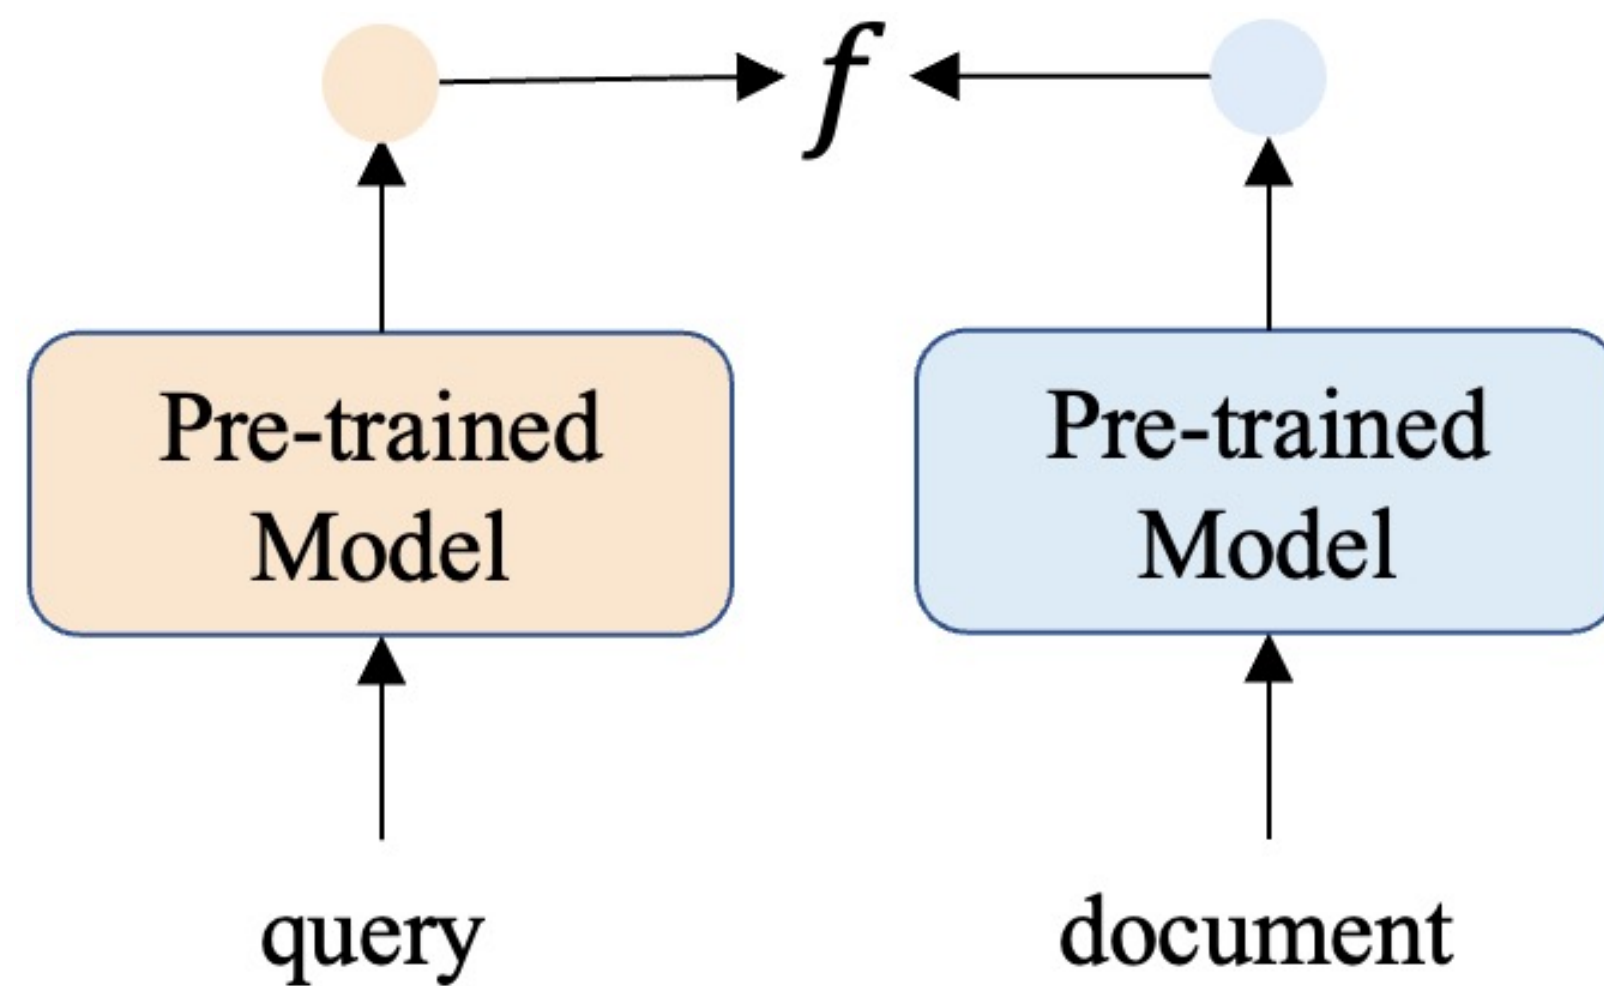 f
Pre-trained
Model
Pre-trained
Model
query
document